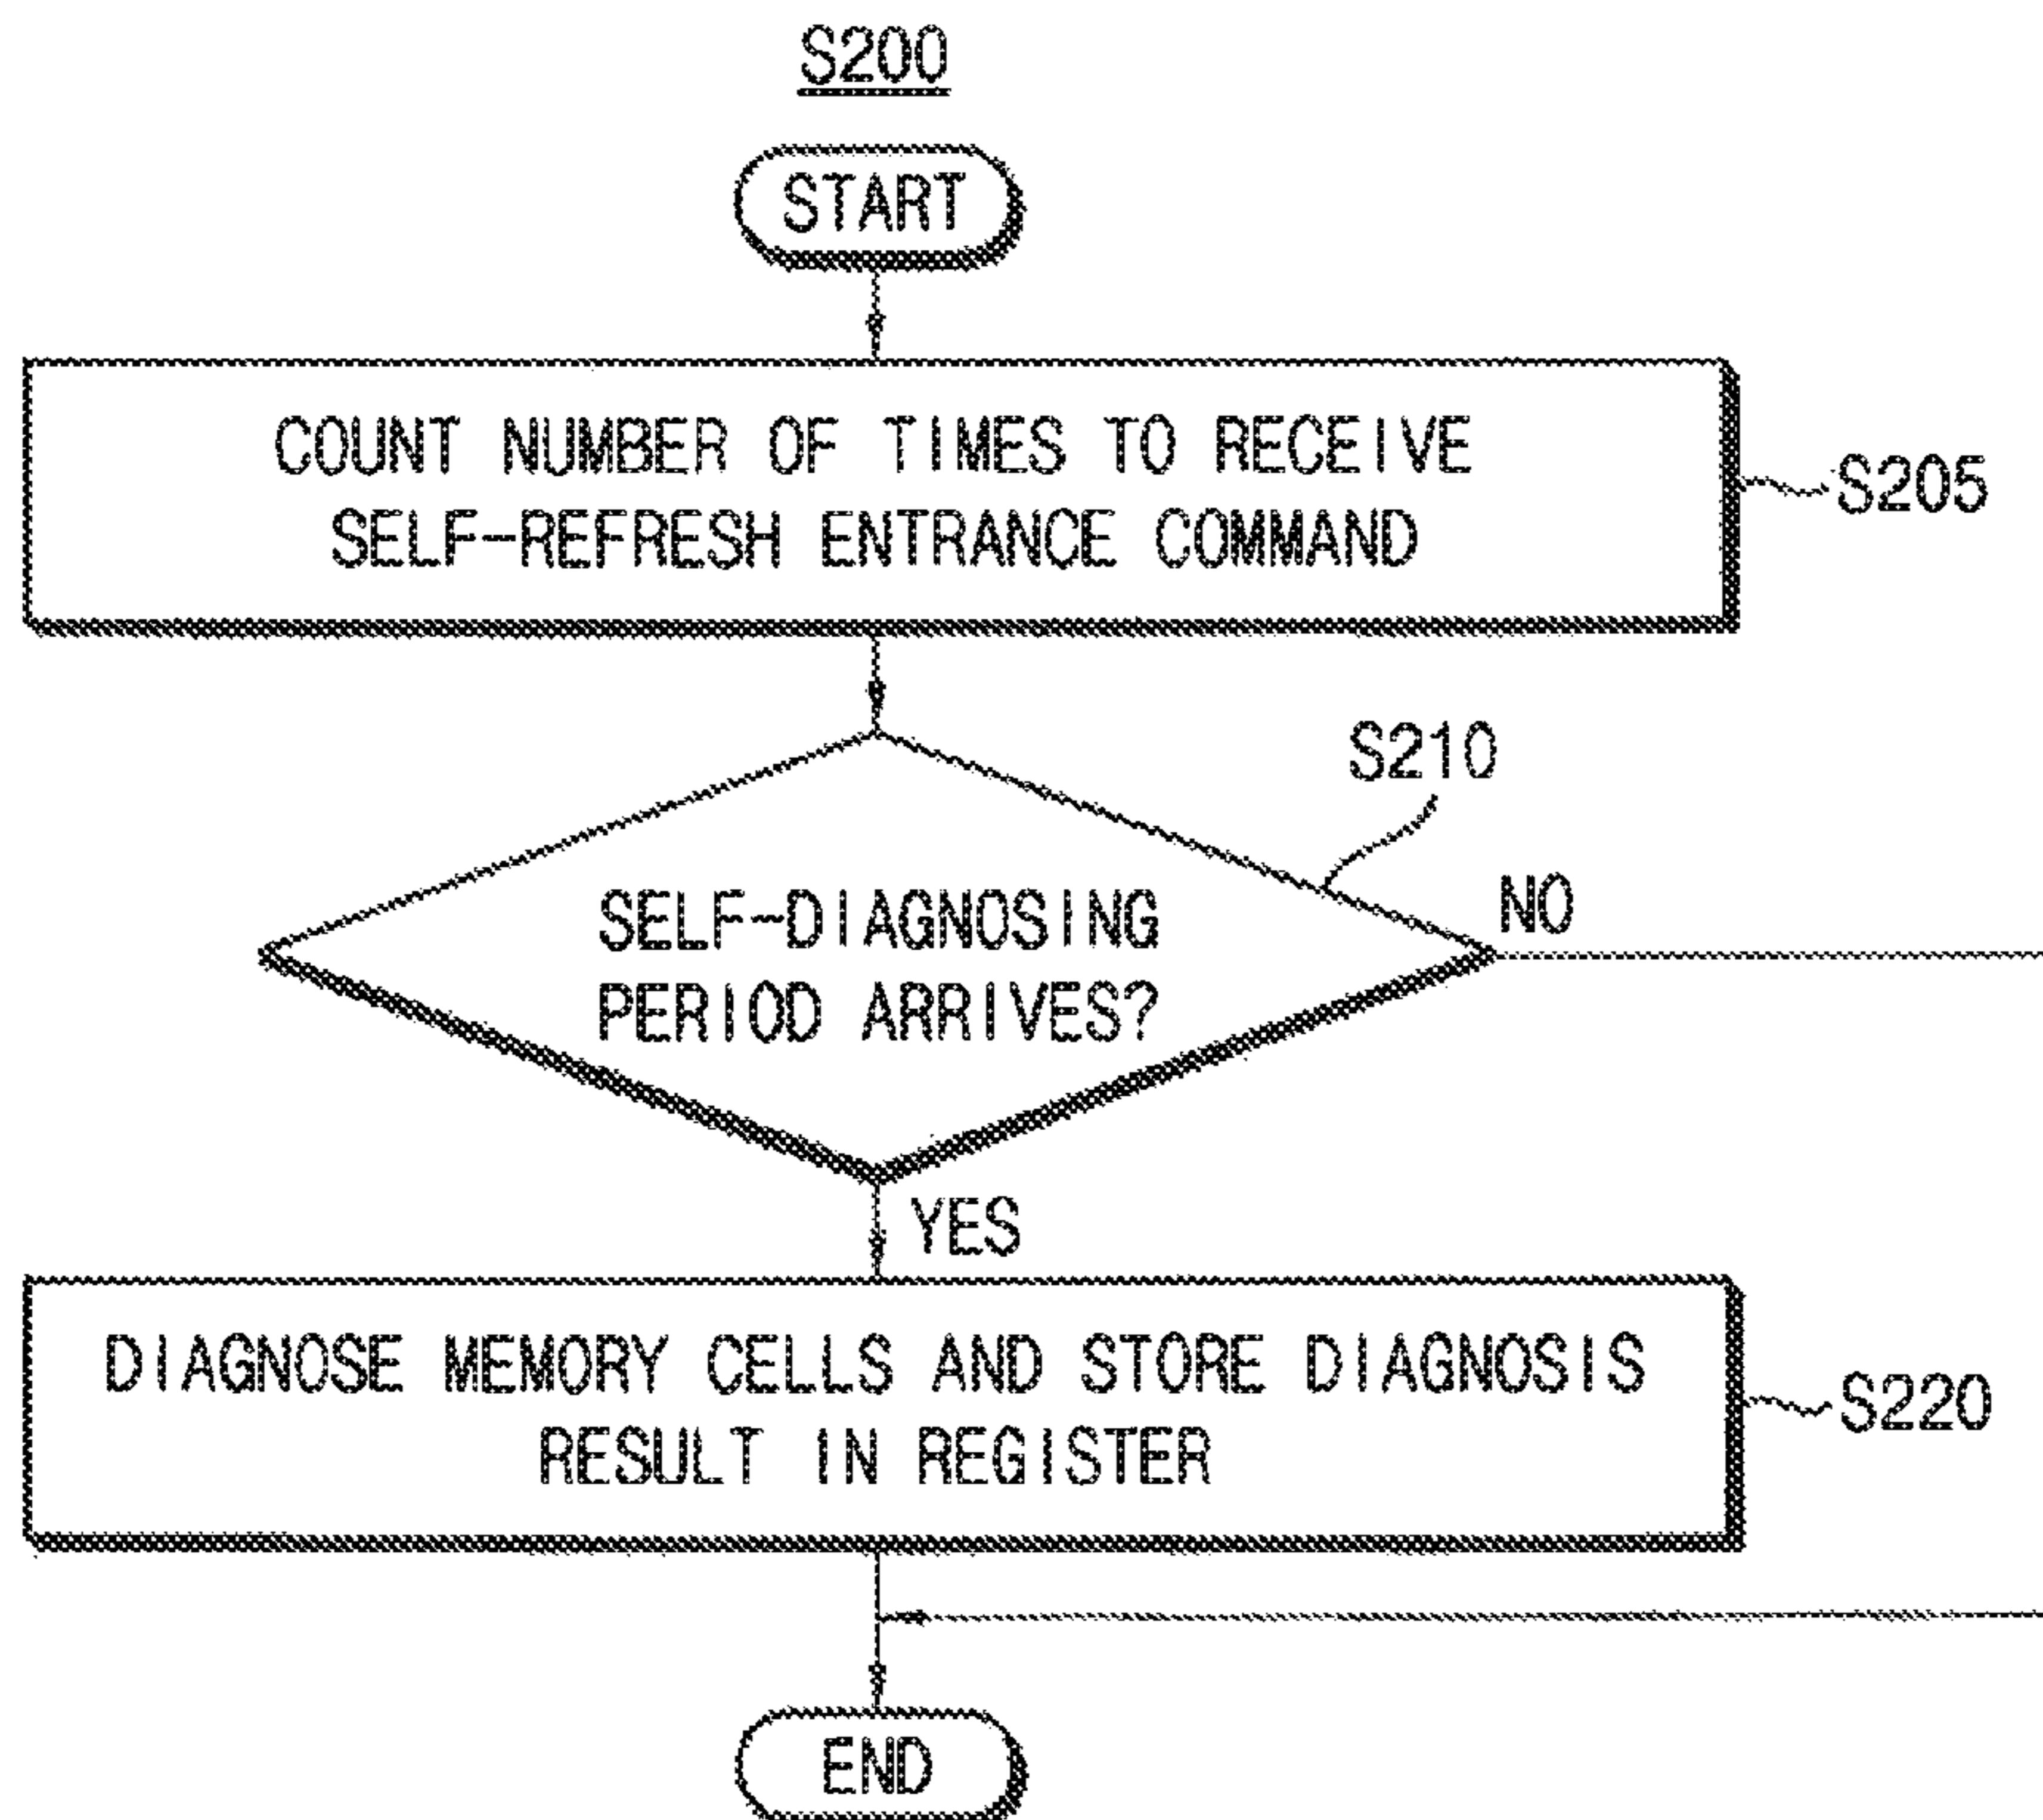 S200
START
COUNT NUMBER OF TIMES TO RECEIVE
SELF-REFRESH ENTRANCE COMMAND
S205
S210
SELF-DIAGNOSING
PERIOD ARRIVES?
NO
YES
DIAGNOSE MEMORY CELLS AND STORE DIAGNOSIS
RESULT IN REGISTER
S220
END